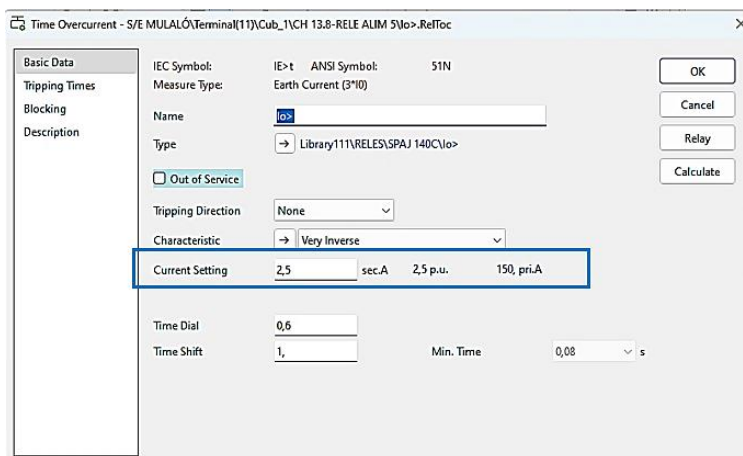 Time Overcurrent - S/E MULALÓ\Terminal(11)\Cub_1\CH 13.8-RELE ALIM 5\Io>.RelToc
Basic Data
Tripping Times
Blocking
Description
IEC Symbol: IE>t ANSI Symbol: 51N
Measure Type: Earth Current (3*I0)
Name Io>
Type Library111\RELES\SPAJ 140C\Io>
Out of Service
Tripping Direction None
Characteristic Very Inverse
Current Setting 2,5 sec.A 2,5 p.u. 150, pri.A
Time Dial 0,6
Time Shift 1, Min. Time 0,08 s
OK
Cancel
Relay
Calculate